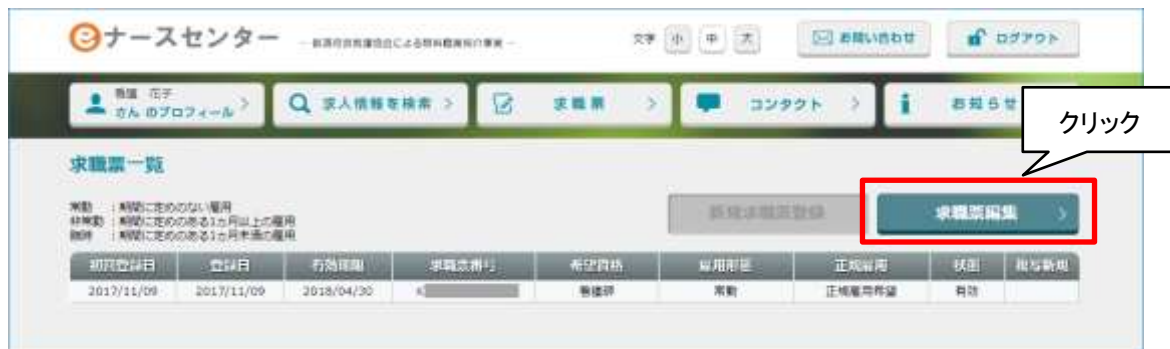 eナースセンター
文字 小 中 大
お問い合わせ
ログアウト
看護 花子
さん のプロフィール
求人情報を検索
求職票
コンタクト
お知らせ
クリック
求職票一覧
常勤 : 期間に定めのない雇用
非常勤 : 期間に定めのある1カ月以上の雇用
臨時 : 期間に定めのある1カ月未満の雇用
新規求職票登録
求職票編集
初回登録日 登録日 有効期限 求職票番号 希望資格 雇用形態 正規雇用 状態 複写新規
2017/11/09 2017/11/09 2018/04/30 看護師 常勤 正規雇用希望 有効